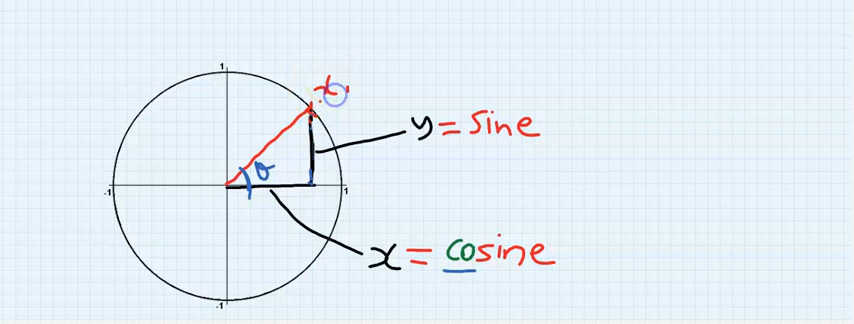 1
x,
y = sine
θ
-1
1
x = cosine
-1